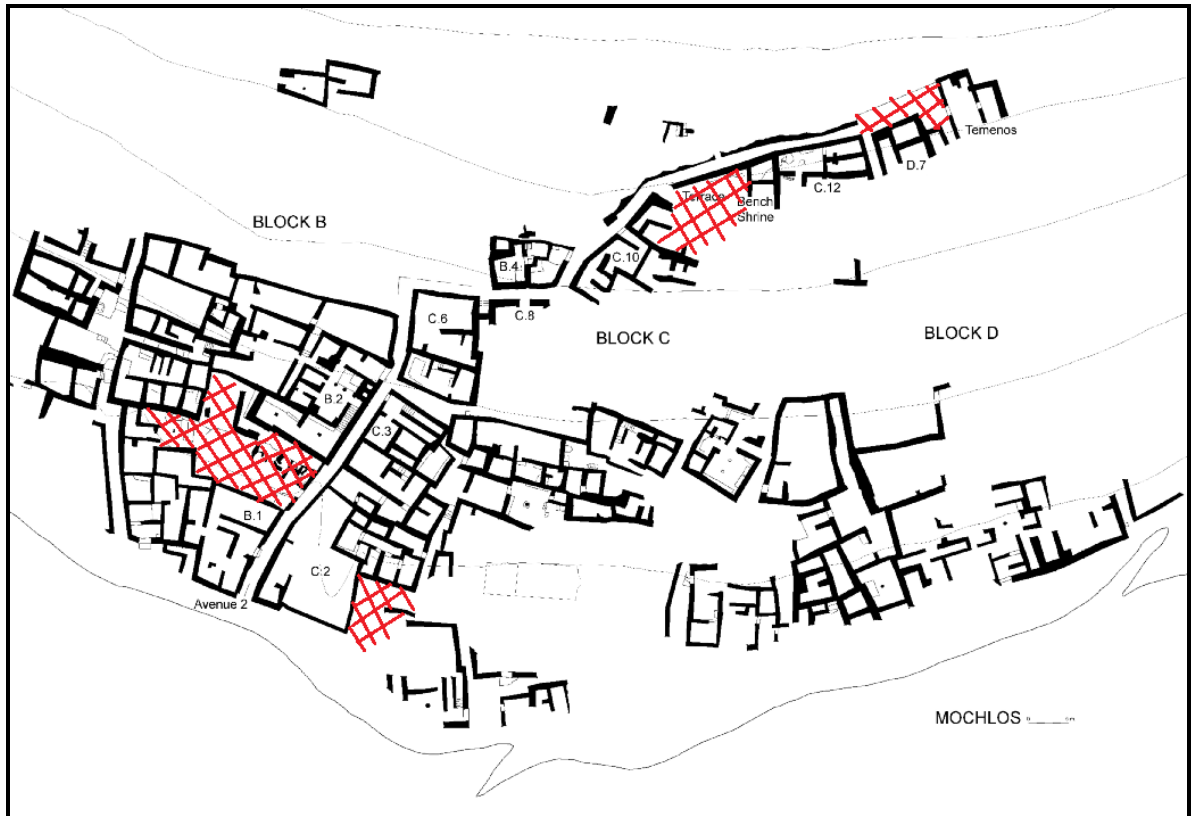 Temenos
D.7
C.12
Terrace
Bench
Shrine
BLOCK B
B.4
C.10
C.8
C.6
BLOCK C
BLOCK D
B.2
C.3
B.1
C.2
Avenue 2
MOCHLOS